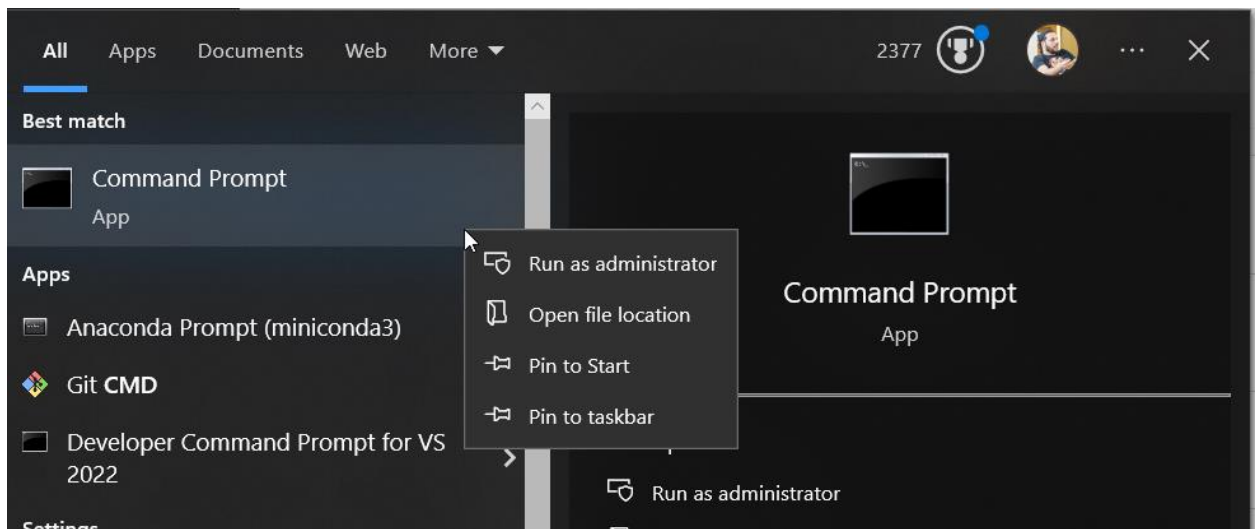 All Apps Documents Web More 2377
Best match
Command Prompt
App
Apps
Anaconda Prompt (miniconda3)
Git CMD
Developer Command Prompt for VS
2022
Settings
Run as administrator
Open file location
Pin to Start
Pin to taskbar
Command Prompt
App
Run as administrator